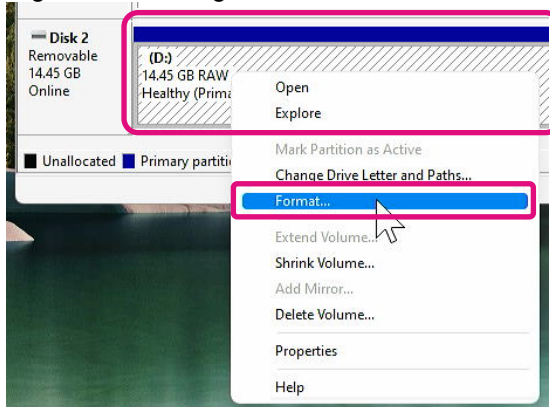 Disk 2
Removable
14.45 GB
Online
(D:)
14.45 GB RAW
Healthy (Prima
Unallocated
Primary partiti
Open
Explore
Mark Partition as Active
Change Drive Letter and Paths...
Format...
Extend Volume...
Shrink Volume...
Add Mirror...
Delete Volume...
Properties
Help